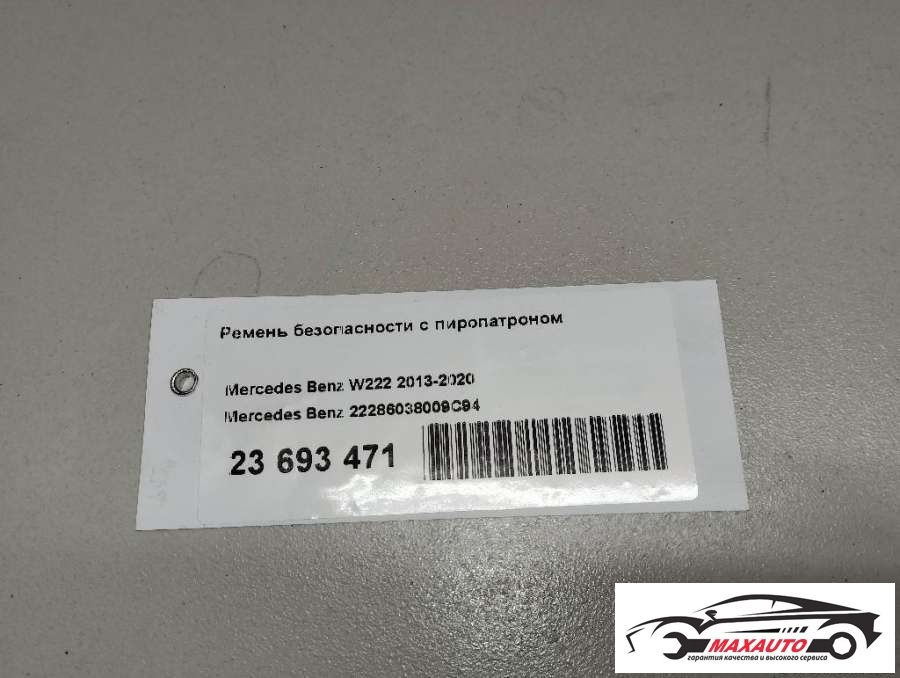 Ремень безопасности с пиропатроном
Mercedes Benz W222 2013-2020
Mercedes Benz 22286038009C94
23 693 471
MAXAUTO
гарантия качества и высокого сервиса